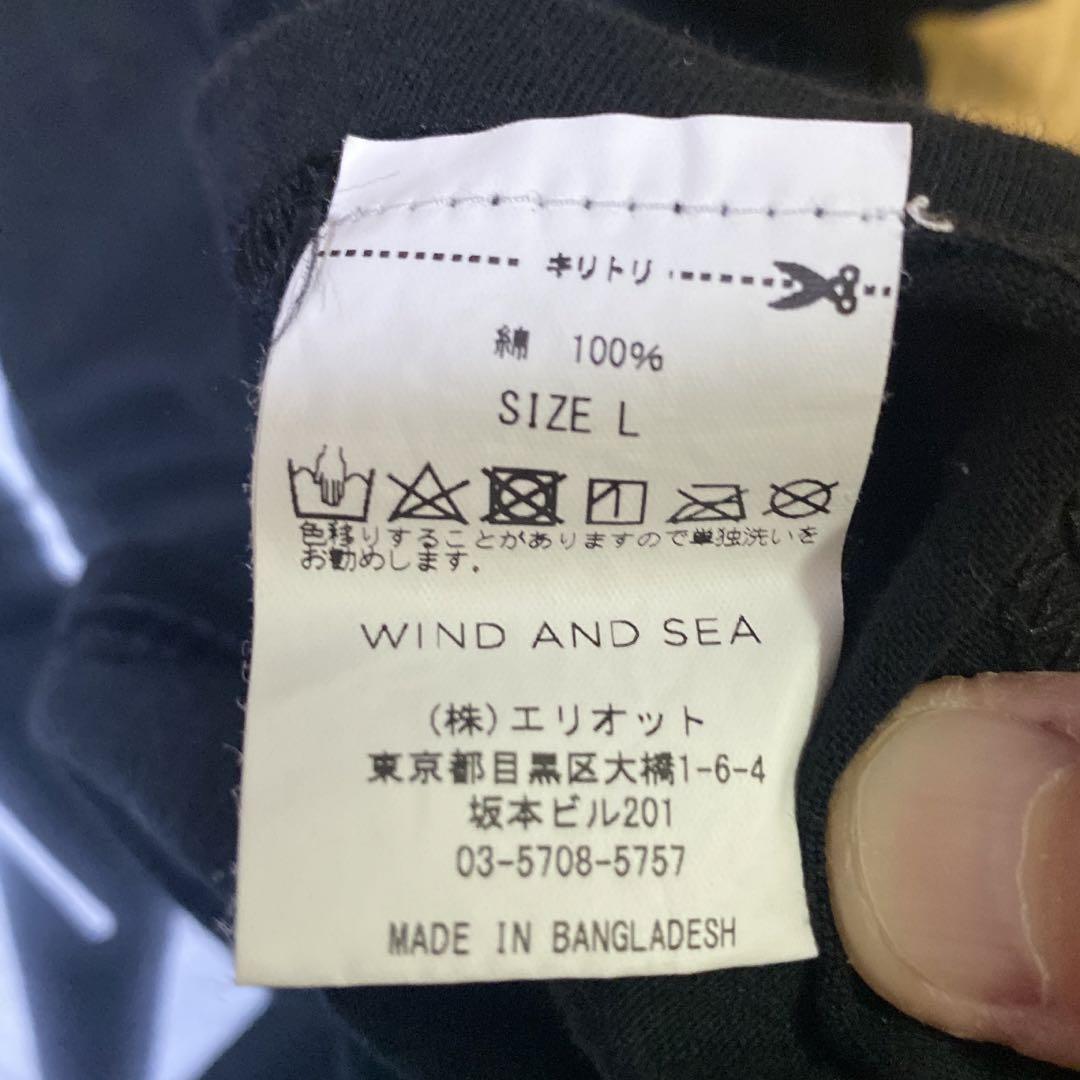 キリトリ
綿 100%
SIZE L
色移りすることがありますので単独洗いを
お勧めします.
WIND AND SEA
(株)エリオット
東京都目黒区大橋1-6-4
坂本ビル201
03-5708-5757
MADE IN BANGLADESH